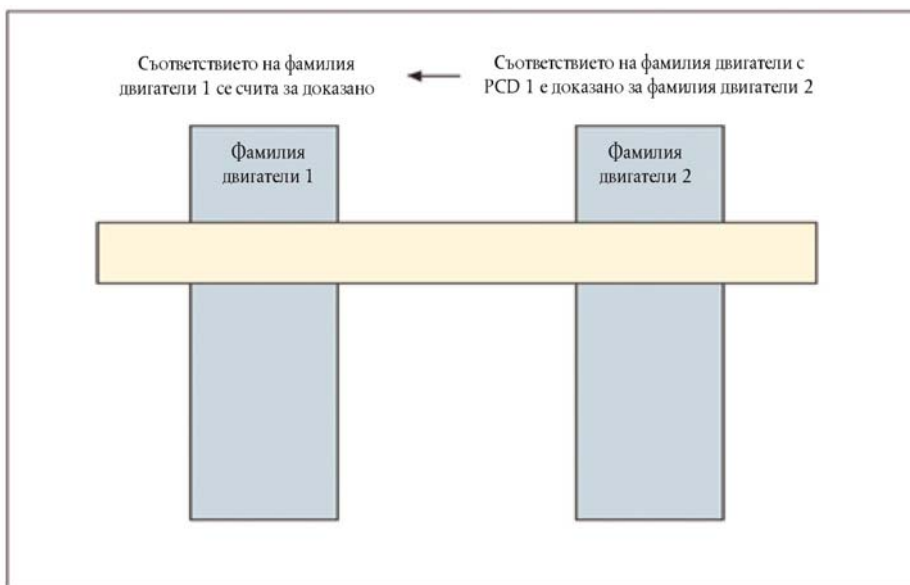 Съответствието на фамилия
двигатели 1 се счита за доказано
Съответствието на фамилия двигатели с
PCD 1 е доказано за фамилия двигатели 2
Фамилия
двигатели 1
Фамилия
двигатели 2